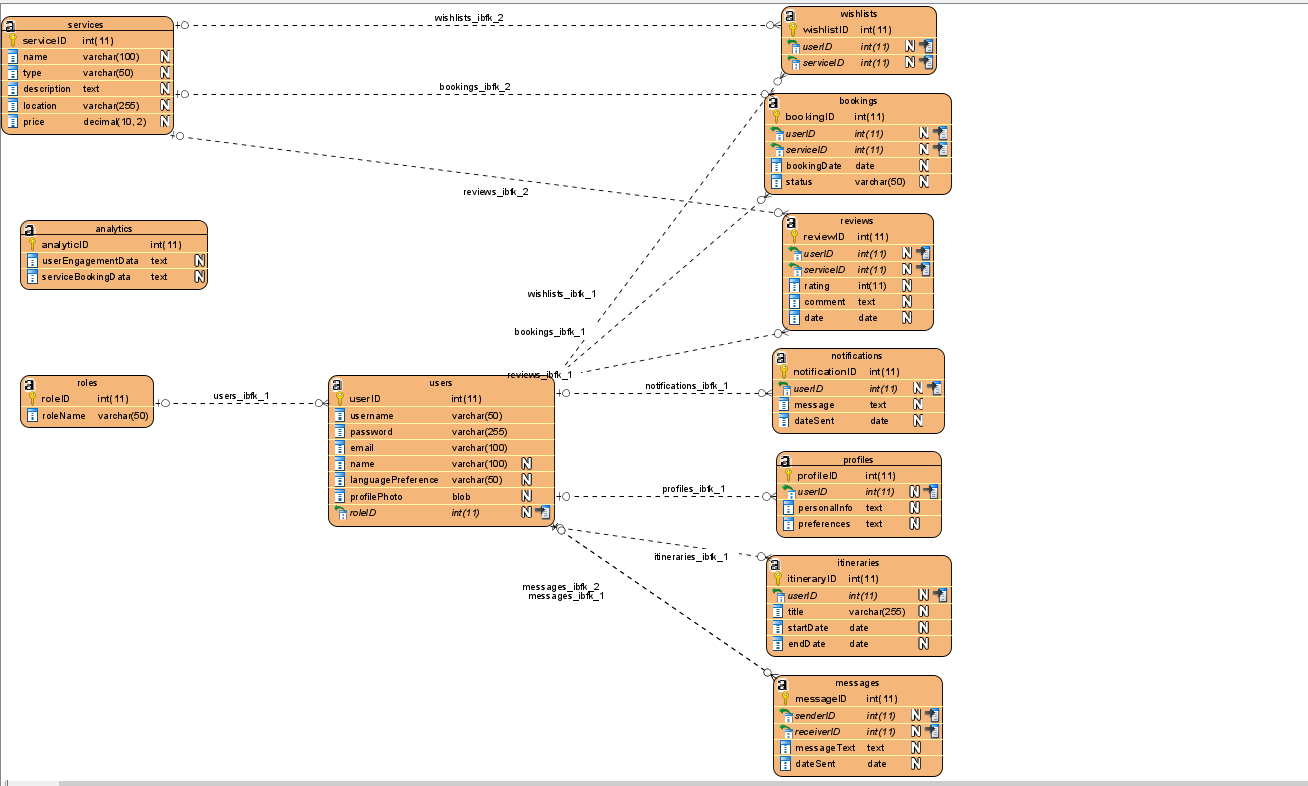 services
serviceID int(11)
name varchar(100) N
type varchar(50) N
description text N
location varchar(255) N
price decimal(10, 2) N
wishlists_ibfk_2
bookings_ibfk_2
reviews_ibfk_2
wishlists
wishlistID int(11)
userID int(11) N
serviceID int(11) N
bookings
bookingID int(11)
userID int(11) N
serviceID int(11) N
bookingDate date N
status varchar(50) N
reviews
reviewID int(11)
userID int(11) N
serviceID int(11) N
rating int(11) N
comment text N
date date N
analytics
analyticID int(11)
userEngagementData text N
serviceBookingData text N
wishlists_ibfk_1
bookings_ibfk_1
reviews_ibfk_1
roles
roleID int(11)
roleName varchar(50)
users_ibfk_1
users
userID int(11)
username varchar(50)
password varchar(255)
email varchar(100)
name varchar(100) N
languagePreference varchar(50) N
profilePhoto blob N
roleID int(11) N
notifications_ibfk_1
profiles_ibfk_1
itineraries_ibfk_1
messages_ibfk_2
messages_ibfk_1
notifications
notificationID int(11)
userID int(11) N
message text N
dateSent date N
profiles
profileID int(11)
userID int(11) N
personalInfo text N
preferences text N
itineraries
itineraryID int(11)
userID int(11) N
title varchar(255) N
startDate date N
endDate date N
messages
messageID int(11)
senderID int(11) N
receiverID int(11) N
messageText text N
dateSent date N